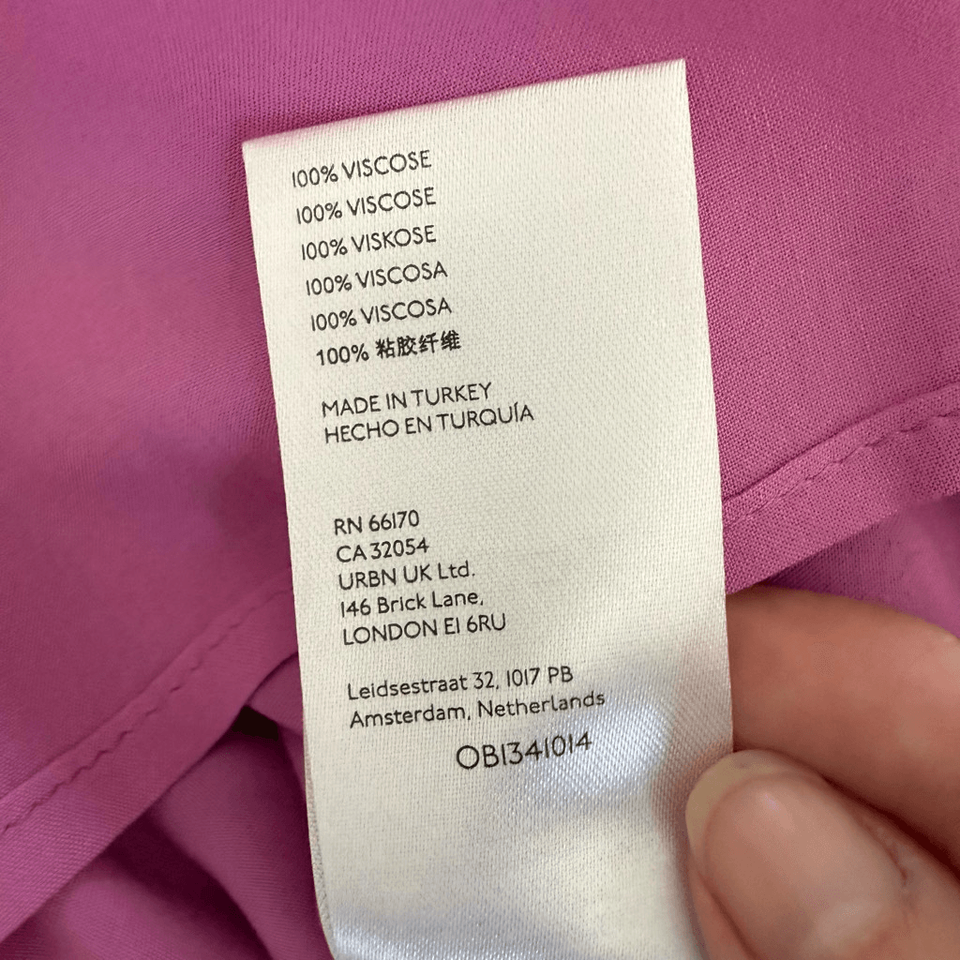 100% VISCOSE
100% VISCOSE
100% VISKOSE
100% VISCOSA
100% VISCOSA
100% 粘胶纤维
MADE IN TURKEY
HECHO EN TURQUÍA
RN 66170
CA 32054
URBN UK Ltd.
146 Brick Lane,
LONDON E1 6RU
Leidsestraat 32, 1017 PB
Amsterdam, Netherlands
OB1341014